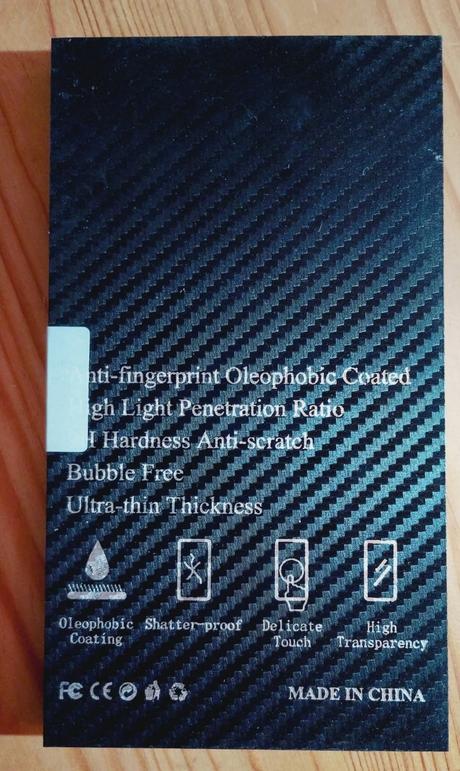 Anti-fingerprint Oleophobic Coated
High Light Penetration Ratio
H Hardness Anti-scratch
Bubble Free
Ultra-thin Thickness
Oleophobic Coating
Shatter-proof
Delicate Touch
High Transparency
FC CE
MADE IN CHINA